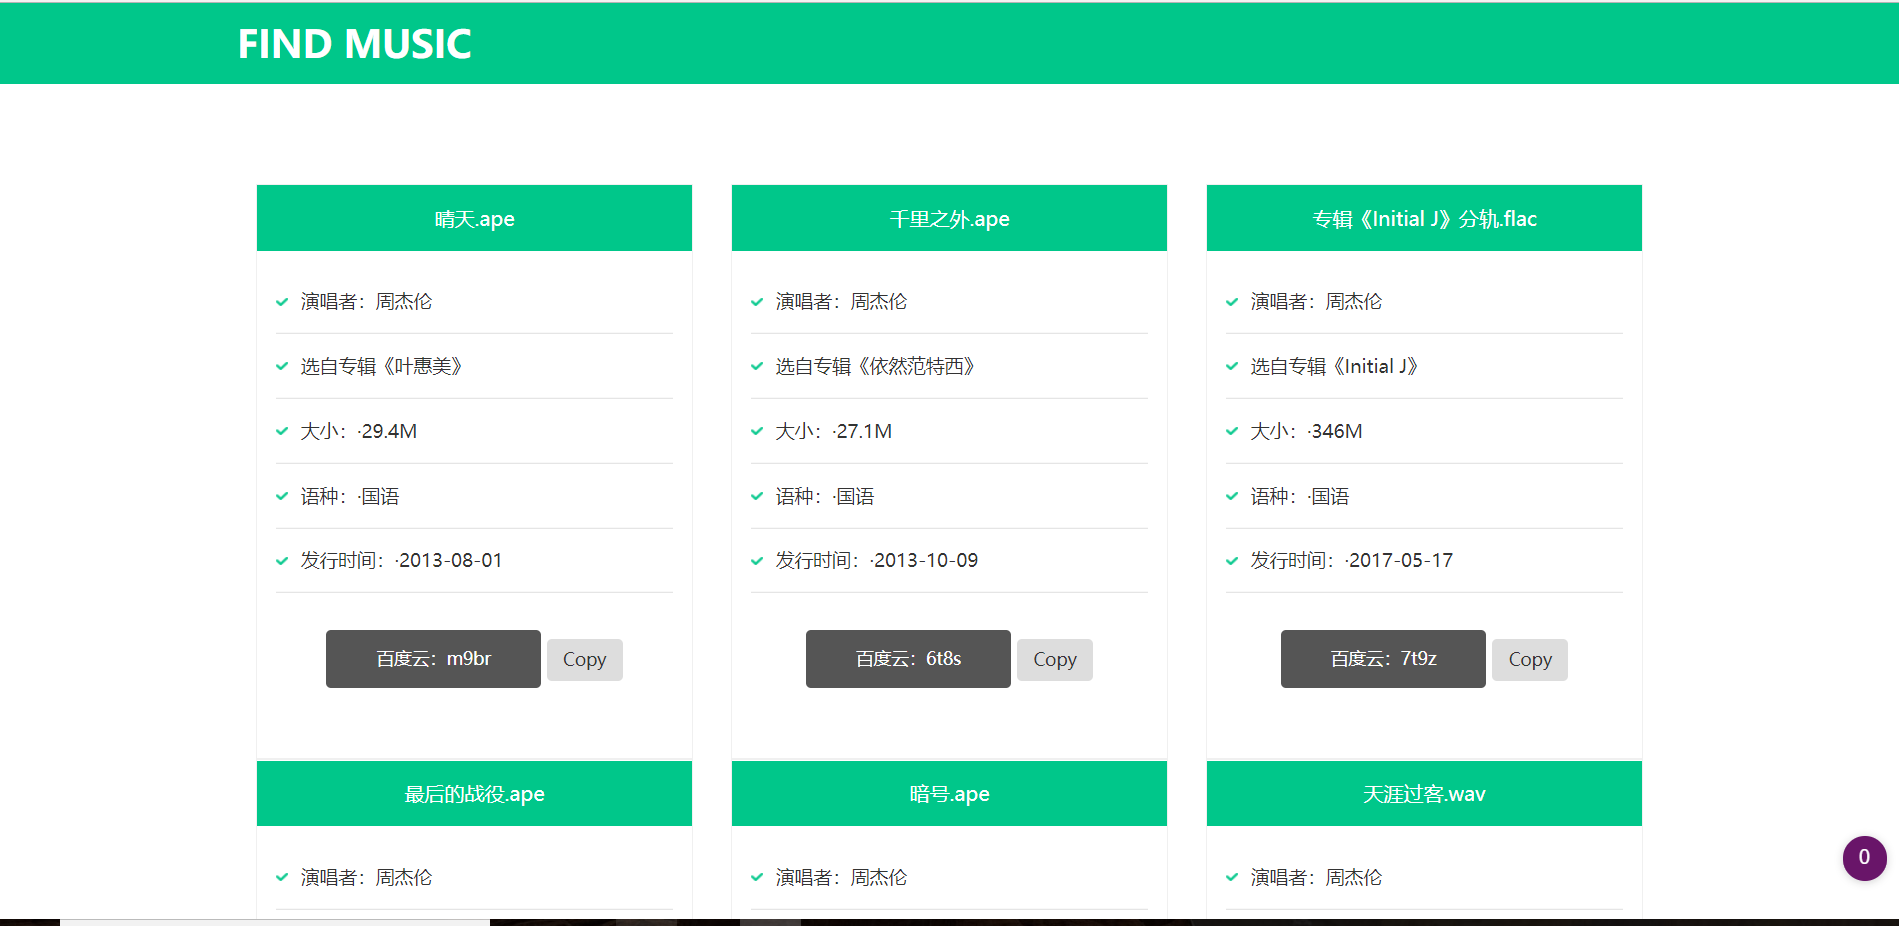 FIND MUSIC
晴天.ape
演唱者：周杰伦
选自专辑《叶惠美》
大小：·29.4M
语种：·国语
发行时间：·2013-08-01
百度云：m9br
Copy
千里之外.ape
演唱者：周杰伦
选自专辑《依然范特西》
大小：·27.1M
语种：·国语
发行时间：·2013-10-09
百度云：6t8s
Copy
专辑《Initial J》分轨.flac
演唱者：周杰伦
选自专辑《Initial J》
大小：·346M
语种：·国语
发行时间：·2017-05-17
百度云：7t9z
Copy
最后的战役.ape
演唱者：周杰伦
暗号.ape
演唱者：周杰伦
天涯过客.wav
演唱者：周杰伦
0